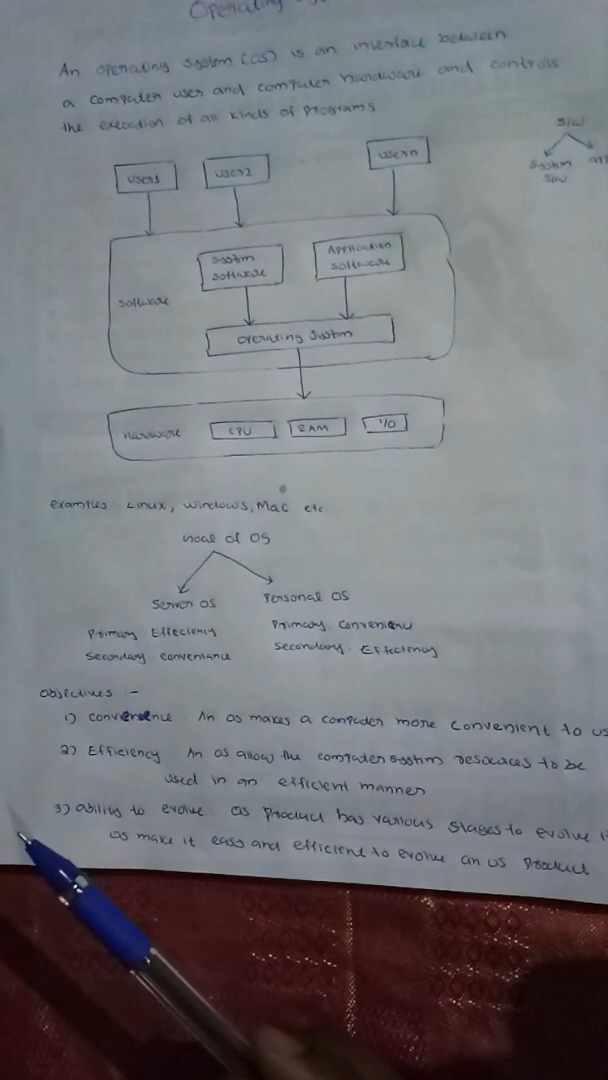 Operating
An operating system (OS) is an interface between
a computer user and computer hardware and controls
the execution of all kinds of programs
S/W
System
S/W
user1
user2
usern
System
software
Application
software
software
operating system
Hardware
CPU
RAM
I/O
examples Linux, windows, Mac etc
of OS
Server OS
Personal OS
Primary Effeciency
Primary. convenience
Secondary convenience
Secondary. Effeciency
objectives -
1) convenience An os makes a computer more convenient to us
2) Efficiency An os allow the computer system resources to be
used in an efficient manner
3) ability to evolve os product has various stages to evolve
os make it easy and efficient to evolve an os product